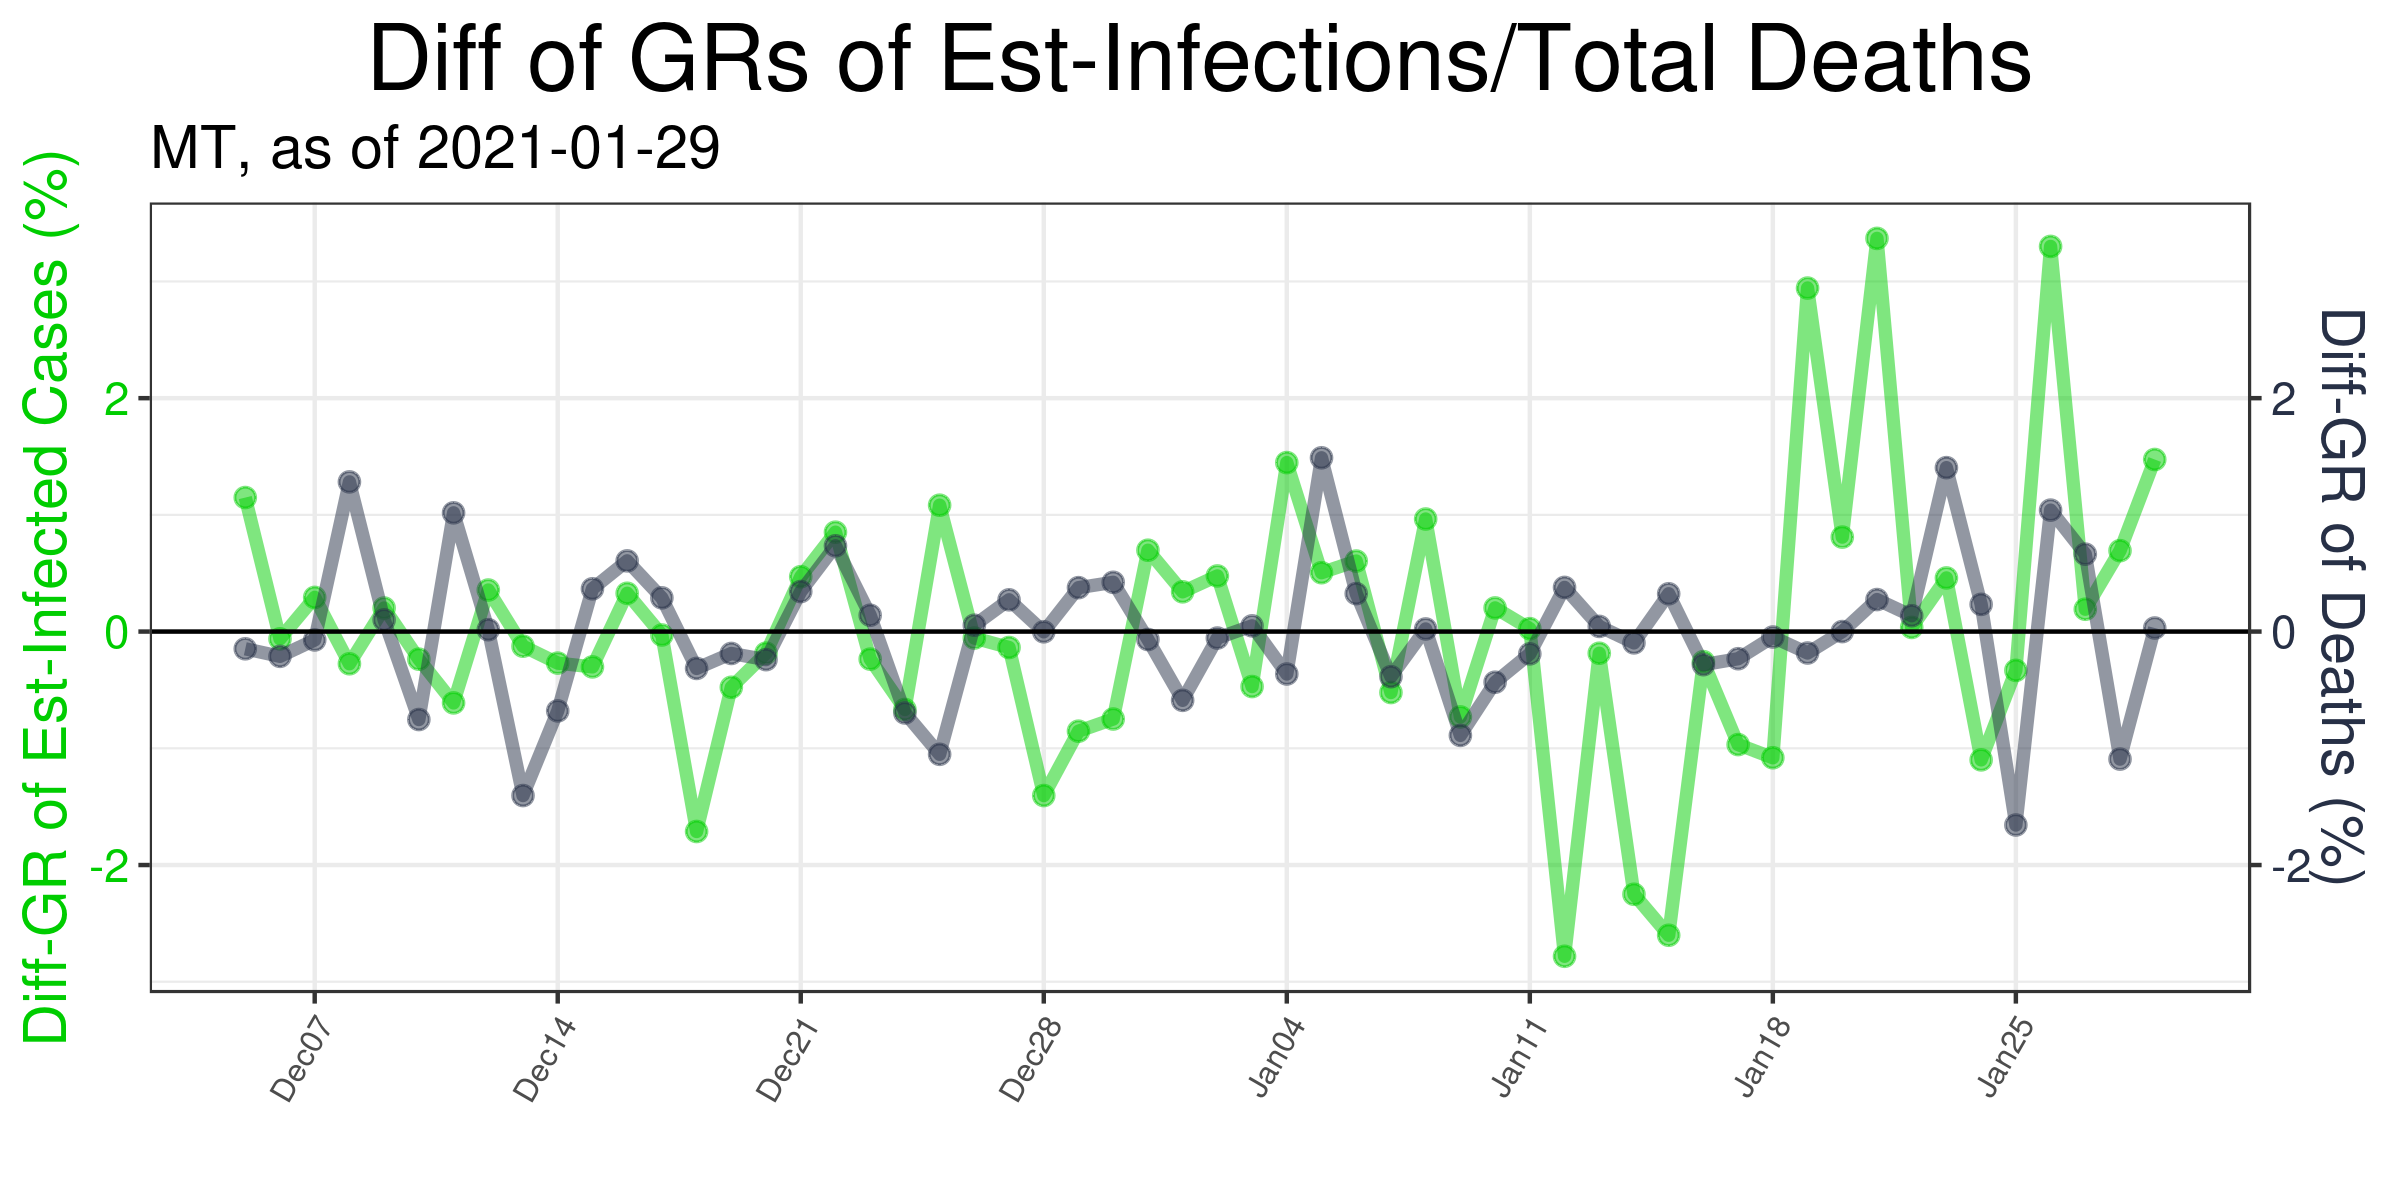 Diff of GRs of Est-Infections/Total Deaths
MT, as of 2021-01-29
Diff-GR of Est-Infected Cases (%)
2
0
-2
2
0
-2
Diff-GR of Deaths (%)
Dec07
Dec14
Dec21
Dec28
Jan04
Jan11
Jan18
Jan25